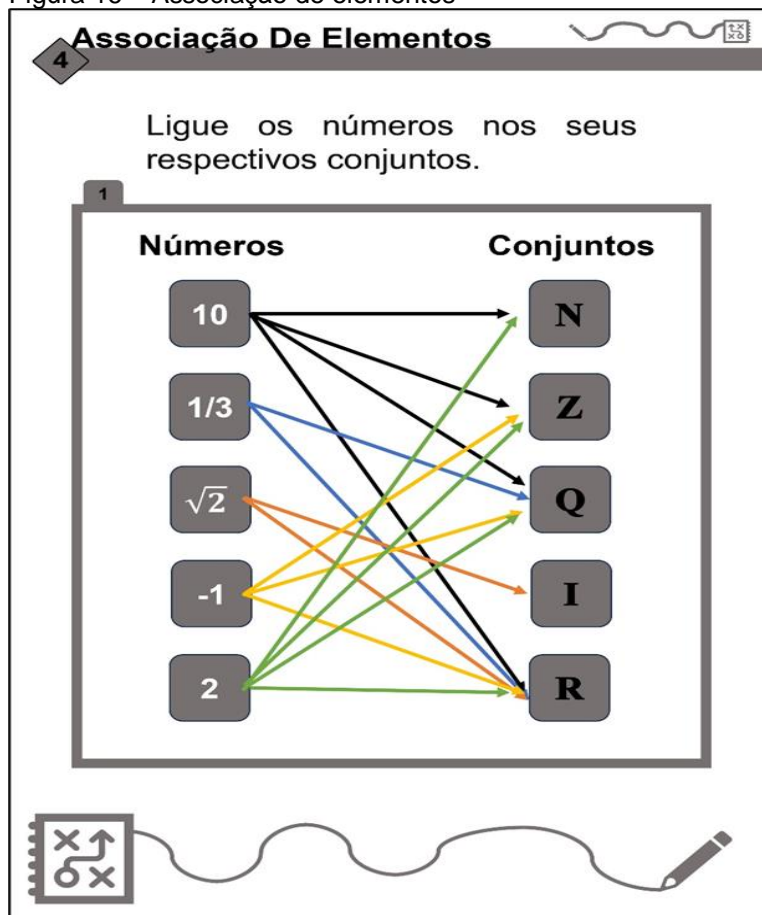 Associação De Elementos
4
Ligue os números nos seus
respectivos conjuntos.
1
Números Conjuntos
10 N
1/3 Z
√2 Q
-1 I
2 R